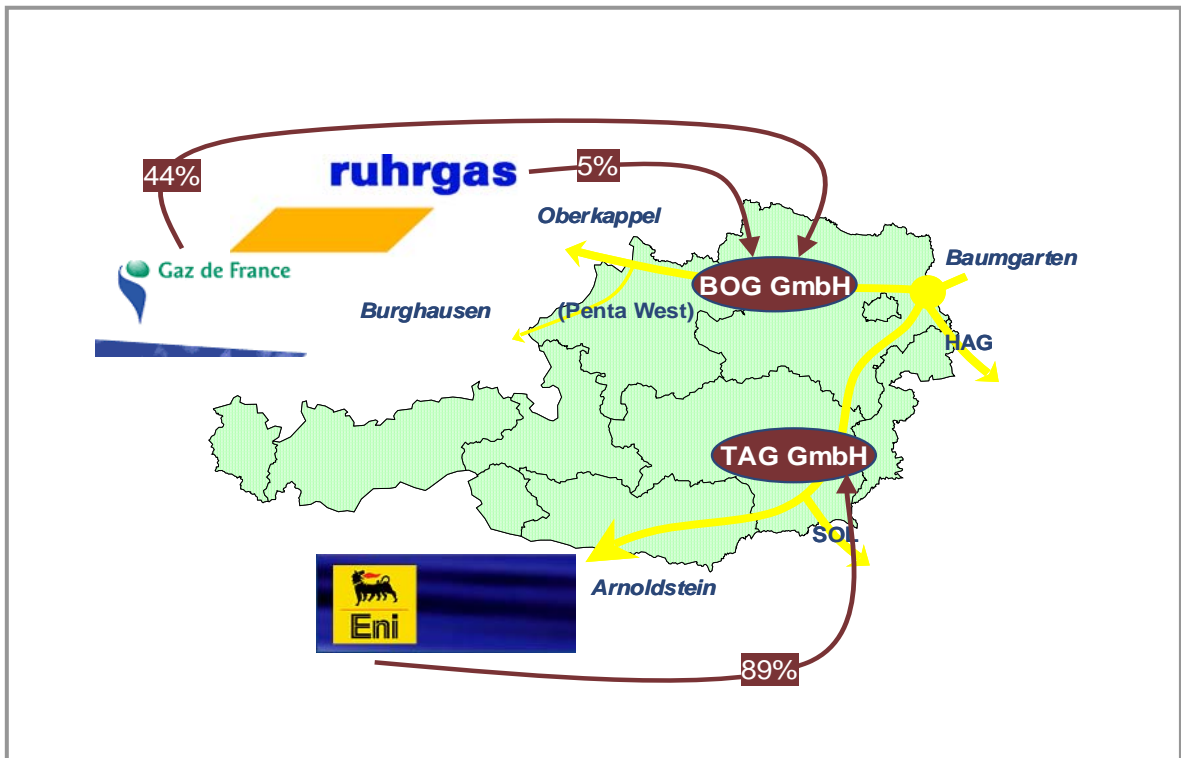 44%
ruhrgas
5%
Oberkappel
Gaz de France
Baumgarten
BOG GmbH
Burghausen
(Penta West)
HAG
TAG GmbH
SOL
Arnoldstein
Eni
89%